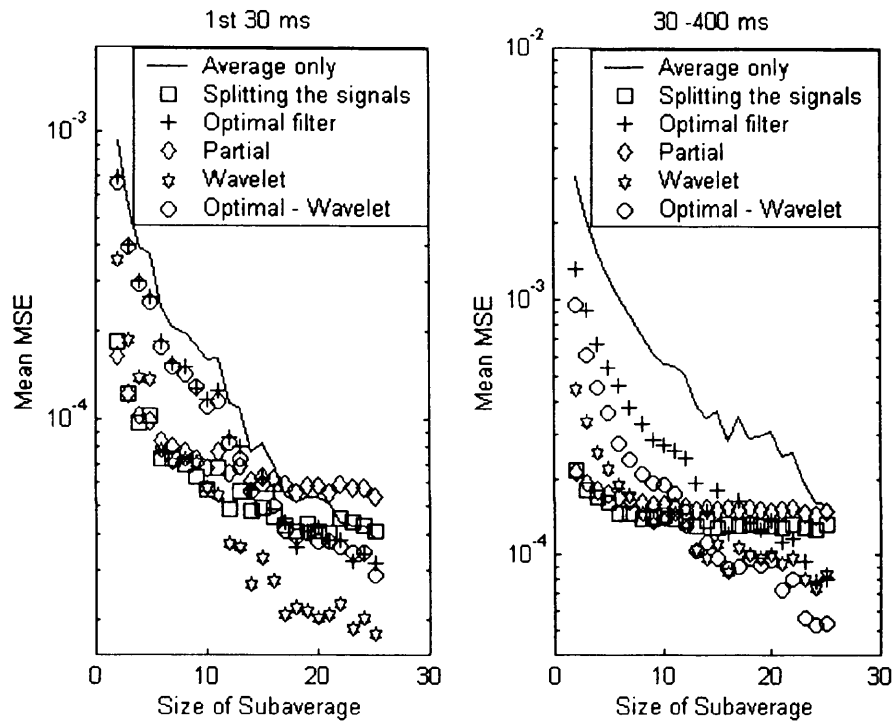 1st 30 ms
10^-3
10^-4
Mean MSE
Average only
Splitting the signals
Optimal filter
Partial
Wavelet
Optimal - Wavelet
0
10
20
30
Size of Subaverage
30 -400 ms
10^-2
10^-3
10^-4
Mean MSE
Average only
Splitting the signals
Optimal filter
Partial
Wavelet
Optimal - Wavelet
0
10
20
30
Size of Subaverage